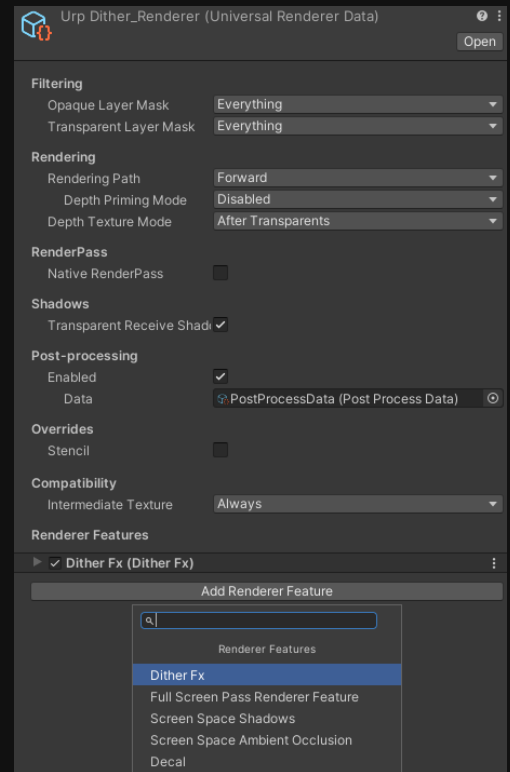 Urp Dither_Renderer (Universal Renderer Data)
Open
Filtering
Opaque Layer Mask Everything
Transparent Layer Mask Everything
Rendering
Rendering Path Forward
Depth Priming Mode Disabled
Depth Texture Mode After Transparents
RenderPass
Native RenderPass
Shadows
Transparent Receive Shad
Post-processing
Enabled
Data PostProcessData (Post Process Data)
Overrides
Stencil
Compatibility
Intermediate Texture Always
Renderer Features
Dither Fx (Dither Fx)
Add Renderer Feature
Renderer Features
Dither Fx
Full Screen Pass Renderer Feature
Screen Space Shadows
Screen Space Ambient Occlusion
Decal